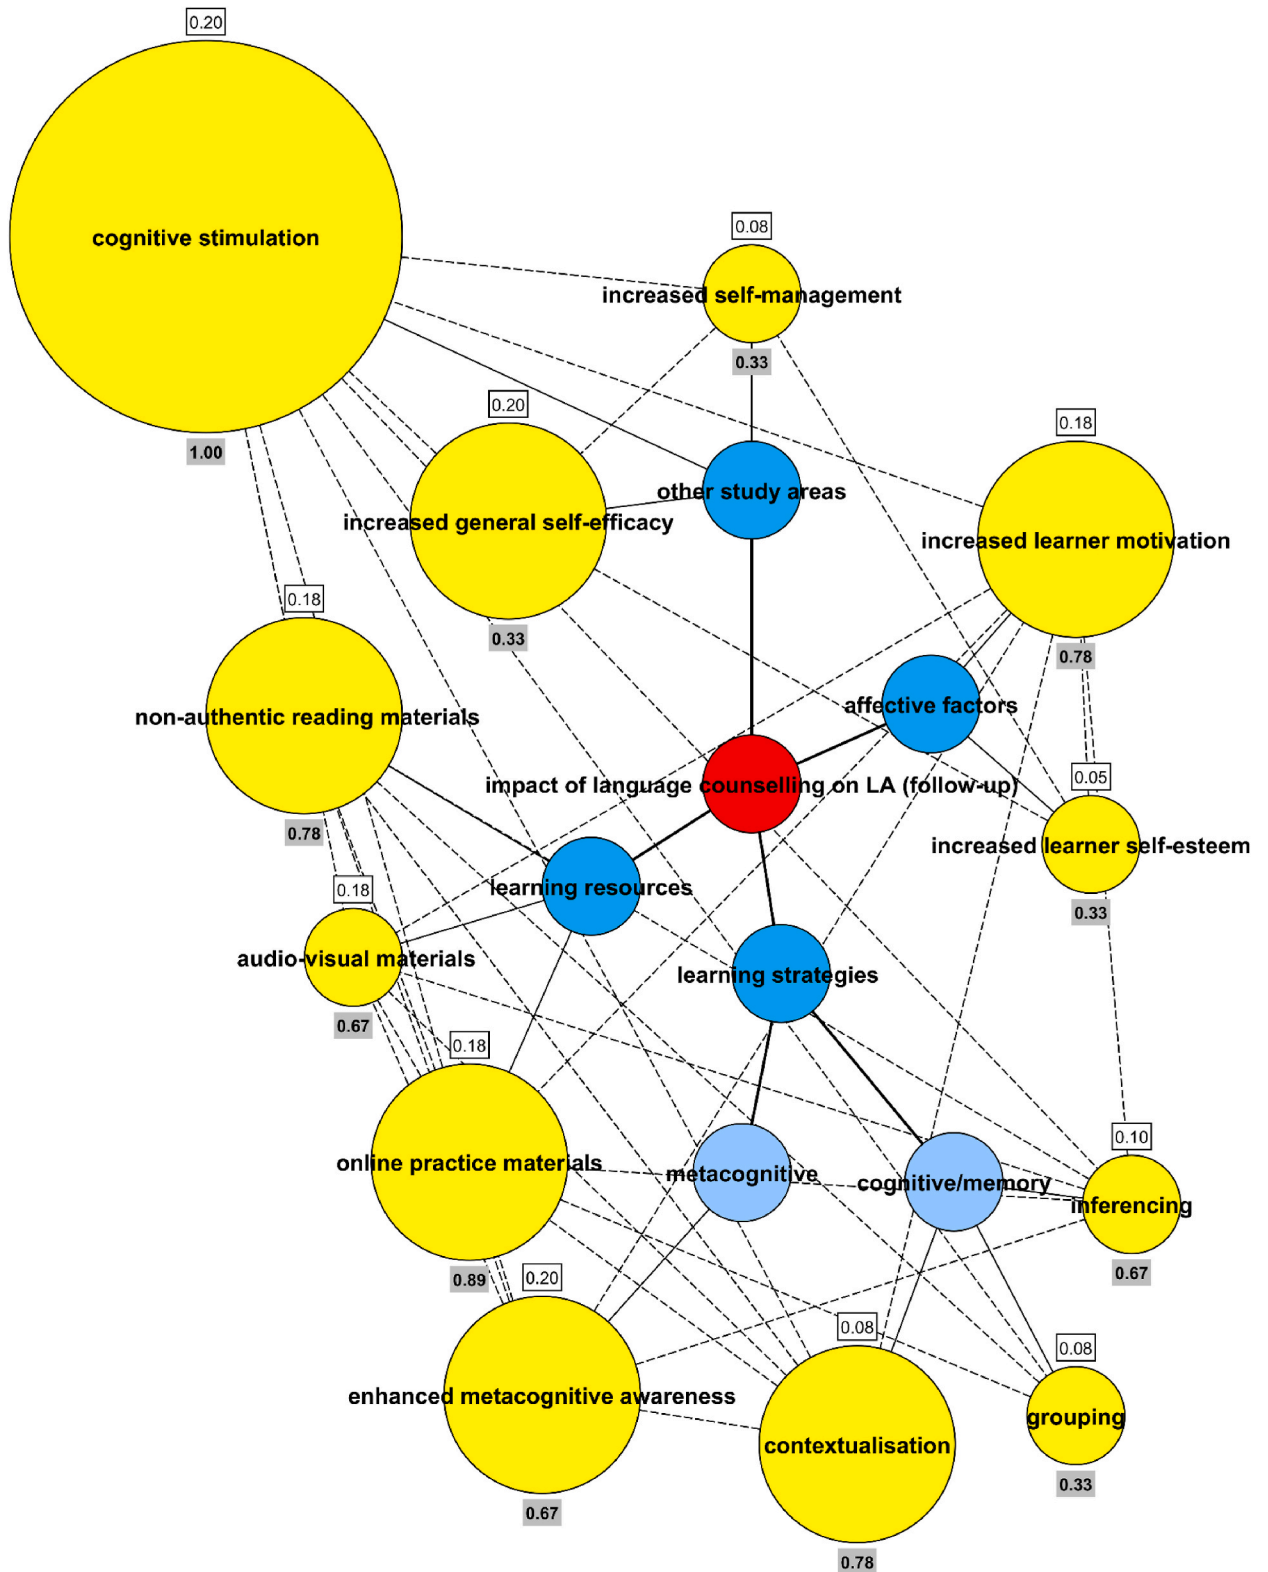 0.20
cognitive stimulation
1.00
0.08
increased self-management
0.33
0.20
increased general self-efficacy
0.33
other study areas
0.18
increased learner motivation
0.78
0.18
non-authentic reading materials
0.78
affective factors
impact of language counselling on LA (follow-up)
0.05
increased learner self-esteem
0.33
learning resources
0.18
audio-visual materials
0.67
learning strategies
0.18
online practice materials
0.89
metacognitive
cognitive/memory
0.10
inferencing
0.67
0.20
enhanced metacognitive awareness
0.67
0.08
contextualisation
0.78
0.08
grouping
0.33